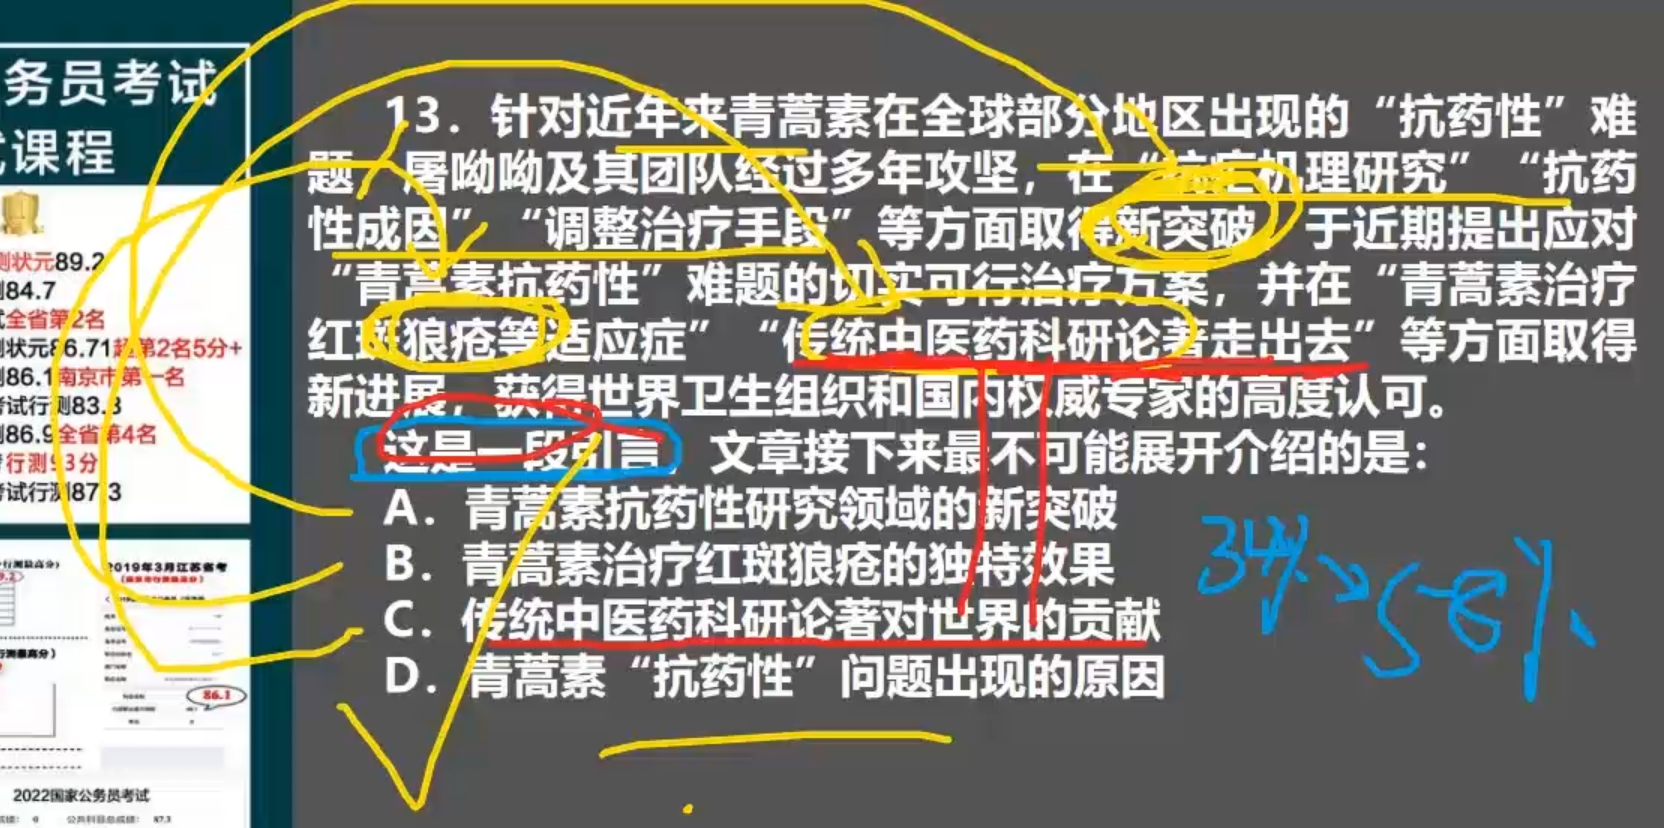 务员考试
课程
测状元89.2
测84.7
试全省第2名
测状元86.71超第2名5分+
测86.1南京市第一名
考试行测83.3
测86.9全省第4名
行测93分
考试行测87.3
2019年3月江苏省考
86.1
2022国家公务员考试
13. 针对近年来青蒿素在全球部分地区出现的“抗药性”难
题，屠呦呦及其团队经过多年攻坚，在“抗疟机理研究”“抗药
性成因”“调整治疗手段”等方面取得新突破，于近期提出应对
“青蒿素抗药性”难题的切实可行治疗方案，并在“青蒿素治疗
红斑狼疮等适应症”“传统中医药科研论著走出去”等方面取得
新进展，获得世界卫生组织和国内权威专家的高度认可。
这是一段引言，文章接下来最不可能展开介绍的是：
A. 青蒿素抗药性研究领域的新突破
B. 青蒿素治疗红斑狼疮的独特效果
C. 传统中医药科研论著对世界的贡献
D. 青蒿素“抗药性”问题出现的原因
34%